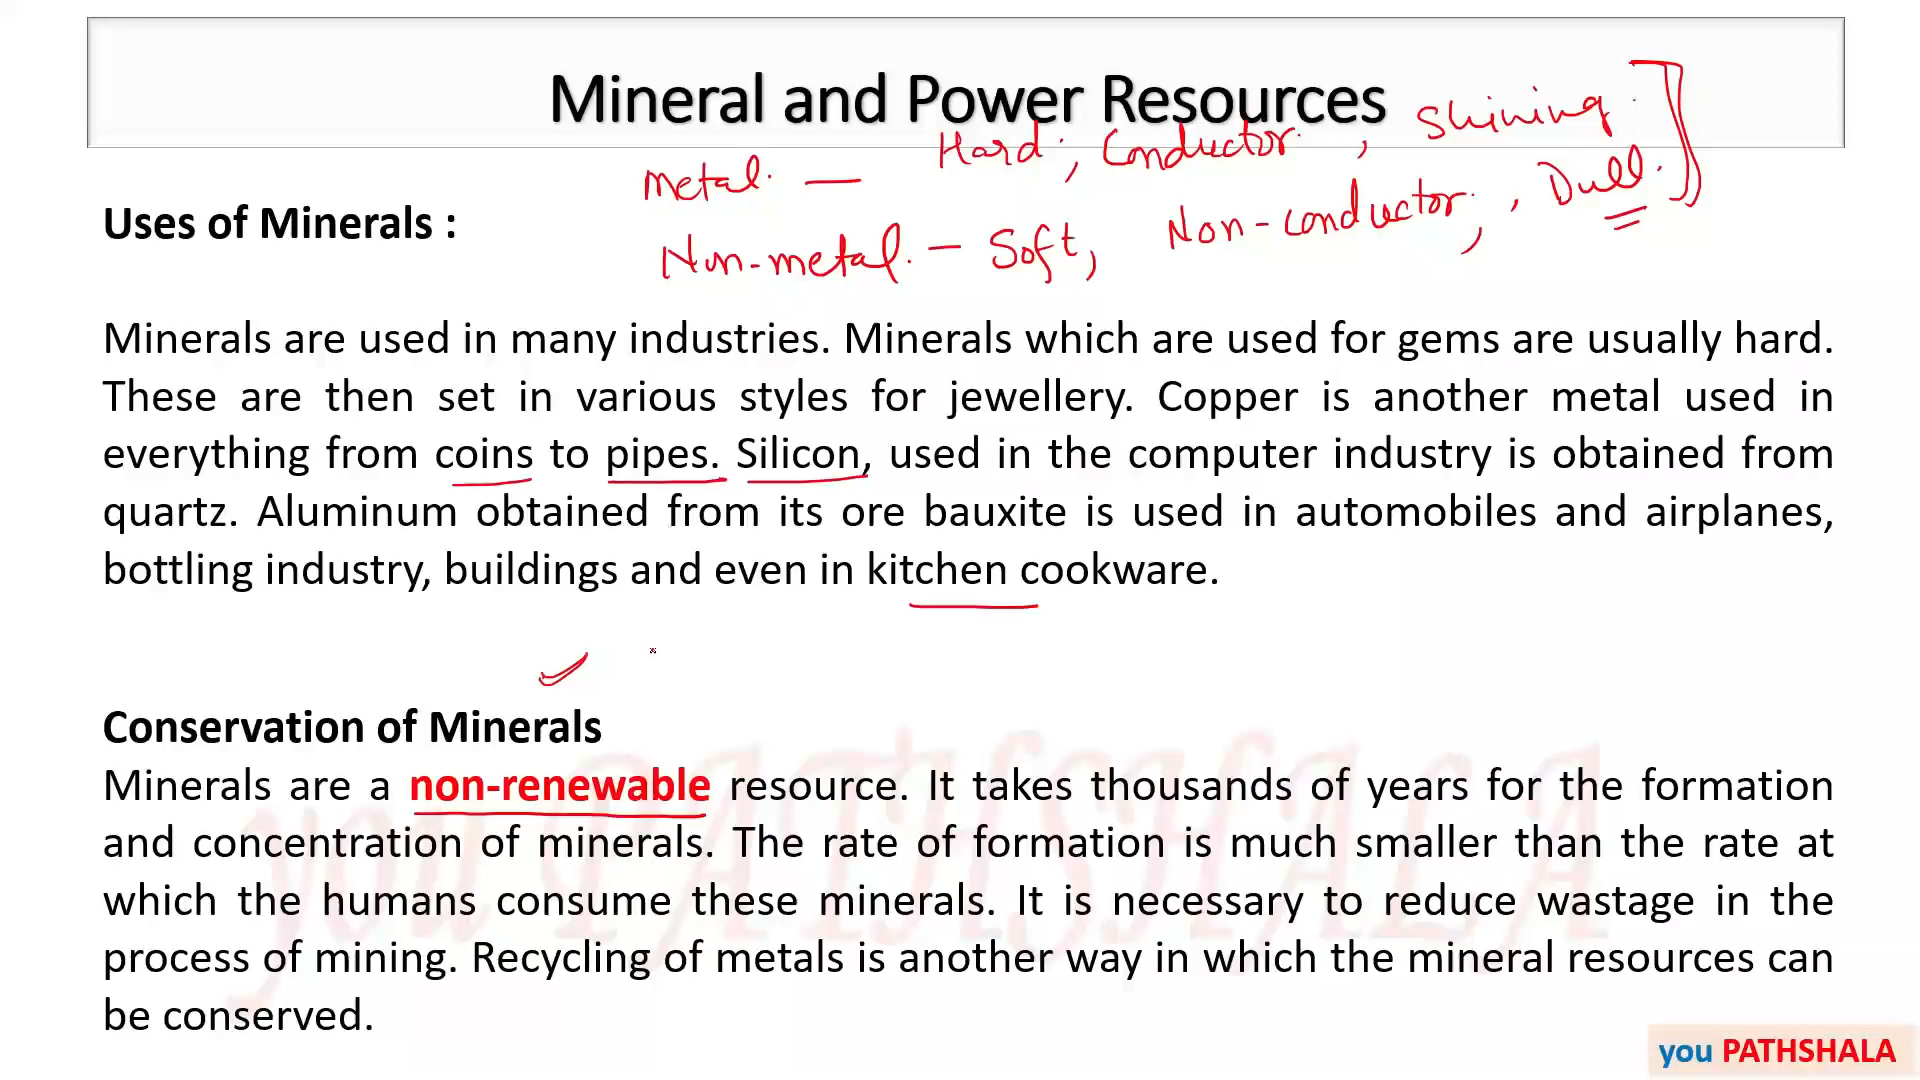 Mineral and Power Resources
Metal. — Hard, Conductor, Shining
Uses of Minerals :
Non-metal. — Soft, Non-conductor, Dull.
Minerals are used in many industries. Minerals which are used for gems are usually hard.
These are then set in various styles for jewellery. Copper is another metal used in
everything from coins to pipes. Silicon, used in the computer industry is obtained from
quartz. Aluminum obtained from its ore bauxite is used in automobiles and airplanes,
bottling industry, buildings and even in kitchen cookware.
Conservation of Minerals
Minerals are a non-renewable resource. It takes thousands of years for the formation
and concentration of minerals. The rate of formation is much smaller than the rate at
which the humans consume these minerals. It is necessary to reduce wastage in the
process of mining. Recycling of metals is another way in which the mineral resources can
be conserved.
you PATHSHALA
you PATHSHALA